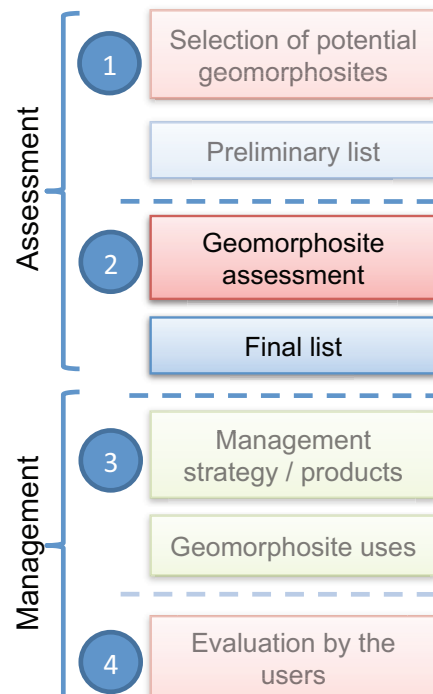 Assessment
1
Selection of potential
geomorphosites
Preliminary list
2
Geomorphosite
assessment
Final list
Management
3
Management
strategy / products
Geomorphosite uses
4
Evaluation by the
users